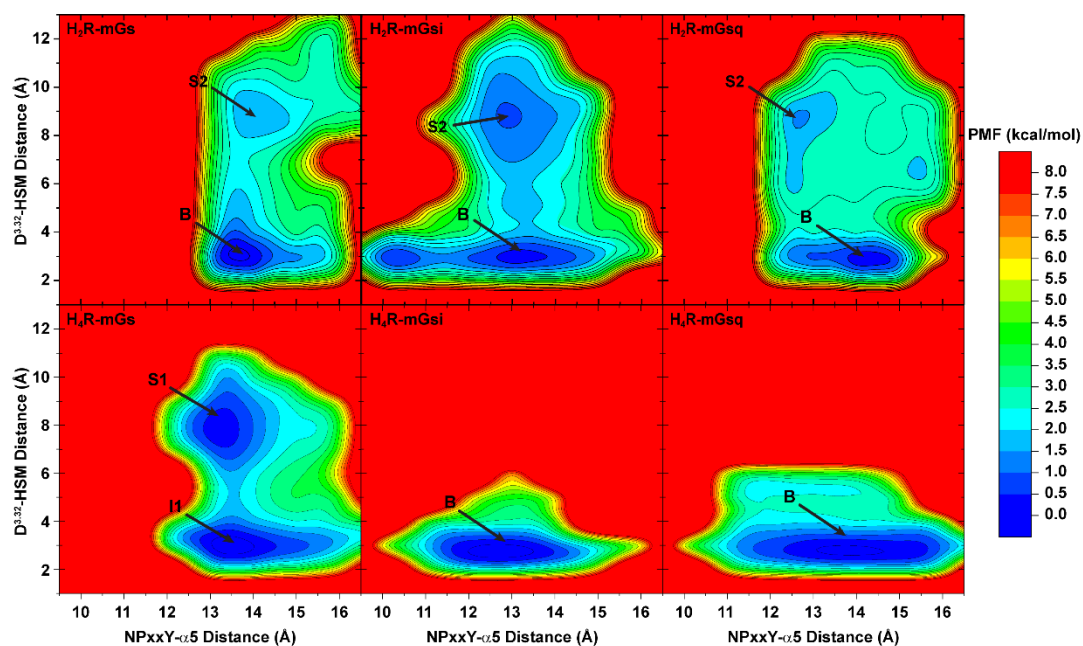 H₂R-mGs
H₂R-mGsi
H₂R-mGsq
S2
S2
S2
B
B
B
D³·³²-HSM Distance (Å)
12
10
8
6
4
2
H₄R-mGs
H₄R-mGsi
H₄R-mGsq
S1
I1
B
B
D³·³²-HSM Distance (Å)
12
10
8
6
4
2
10 11 12 13 14 15 16
10 11 12 13 14 15 16
10 11 12 13 14 15 16
NPxxY-α5 Distance (Å)
NPxxY-α5 Distance (Å)
NPxxY-α5 Distance (Å)
PMF (kcal/mol)
8.0
7.5
7.0
6.5
6.0
5.5
5.0
4.5
4.0
3.5
3.0
2.5
2.0
1.5
1.0
0.5
0.0